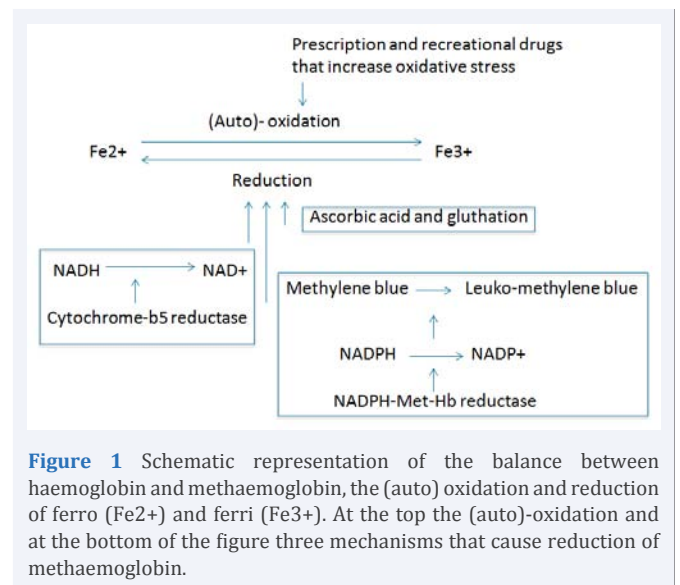 Prescription and recreational drugs
that increase oxidative stress
(Auto)- oxidation
Fe2+
Fe3+
Reduction
Ascorbic acid and gluthation
NADH
NAD+
Cytochrome-b5 reductase
Methylene blue
Leuko-methylene blue
NADPH
NADP+
NADPH-Met-Hb reductase
Figure 1 Schematic representation of the balance between
haemoglobin and methaemoglobin, the (auto) oxidation and reduction
of ferro (Fe2+) and ferri (Fe3+). At the top the (auto)-oxidation and
at the bottom of the figure three mechanisms that cause reduction of
methaemoglobin.